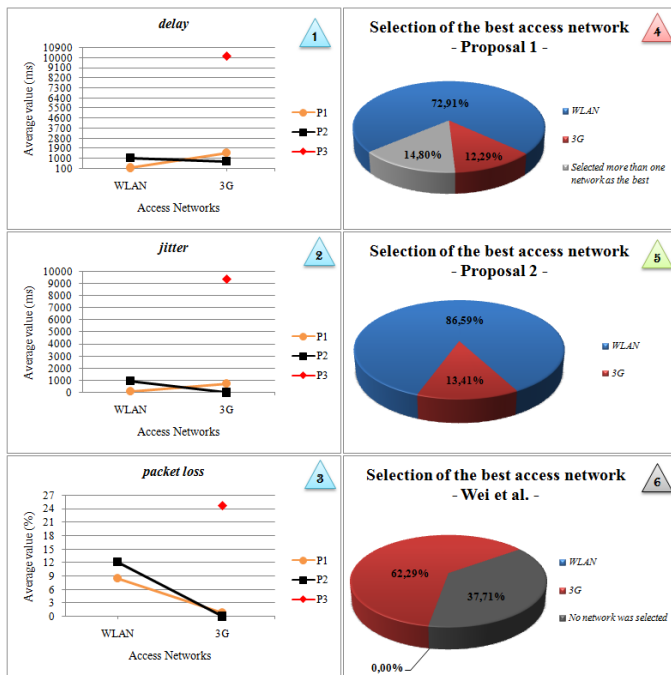 delay
1
10900
10000
9100
8200
7300
6400
5500
4600
3700
2800
1900
1000
100
Average value (ms)
WLAN
3G
Access Networks
P1
P2
P3
Selection of the best access network
- Proposal 1 -
4
72,91%
14,80%
12,29%
WLAN
3G
Selected more than one
network as the best
jitter
2
10000
9000
8000
7000
6000
5000
4000
3000
2000
1000
0
Average value (ms)
WLAN
3G
Access Networks
P1
P2
P3
Selection of the best access network
- Proposal 2 -
5
86,59%
13,41%
WLAN
3G
packet loss
3
27
24
21
18
15
12
9
6
3
0
Average value (%)
WLAN
3G
Access Networks
P1
P2
P3
Selection of the best access network
- Wei et al. -
6
62,29%
37,71%
0,00%
WLAN
3G
No network was selected